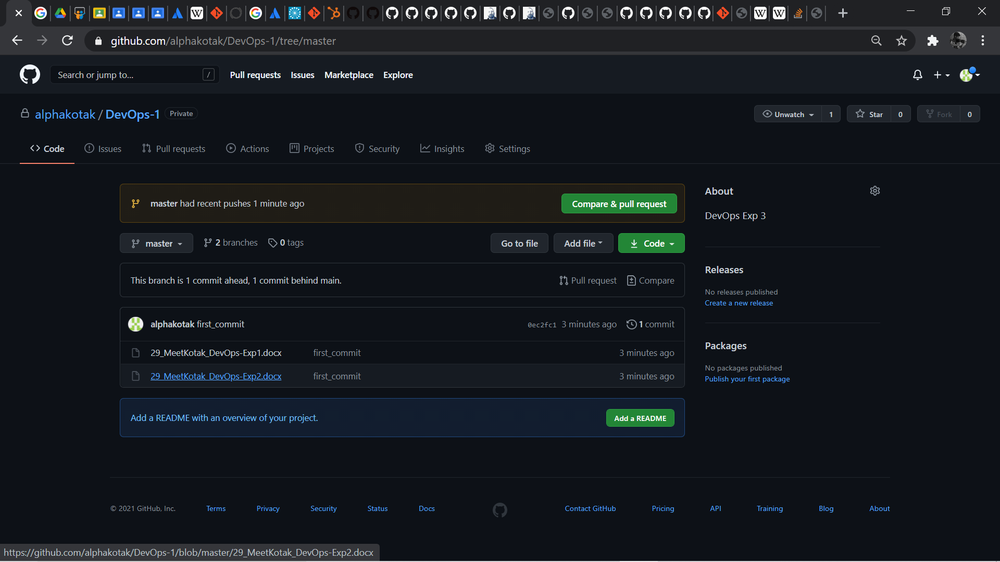 github.com/alphakotak/DevOps-1/tree/master
Search or jump to... / Pull requests Issues Marketplace Explore
alphakotak / DevOps-1 Private Unwatch 1 Star 0 Fork 0
Code Issues Pull requests Actions Projects Security Insights Settings
master had recent pushes 1 minute ago Compare & pull request
master 2 branches 0 tags Go to file Add file Code
This branch is 1 commit ahead, 1 commit behind main. Pull request Compare
alphakotak first_commit 0ec2fc1 3 minutes ago 1 commit
29_MeetKotak_DevOps-Exp1.docx first_commit 3 minutes ago
29_MeetKotak_DevOps-Exp2.docx first_commit 3 minutes ago
Add a README with an overview of your project. Add a README
About
DevOps Exp 3
Releases
No releases published
Create a new release
Packages
No packages published
Publish your first package
© 2021 GitHub, Inc. Terms Privacy Security Status Docs Contact GitHub Pricing API Training Blog About
https://github.com/alphakotak/DevOps-1/blob/master/29_MeetKotak_DevOps-Exp2.docx